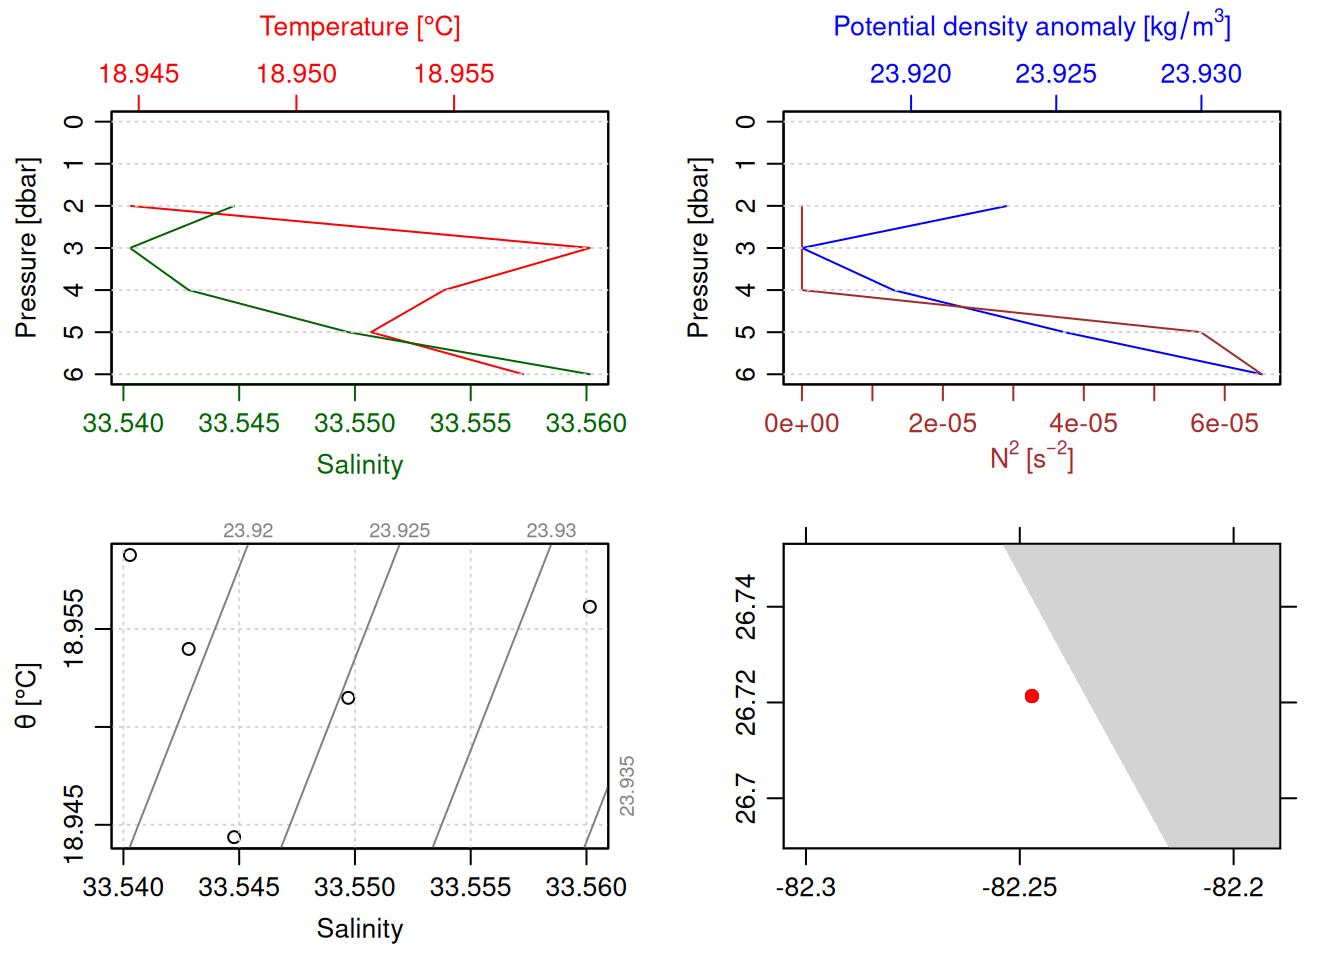 Temperature [°C]
18.945 18.950 18.955
Pressure [dbar]
0
1
2
3
4
5
6
33.540 33.545 33.550 33.555 33.560
Salinity
Potential density anomaly [kg/m³]
23.920 23.925 23.930
Pressure [dbar]
0
1
2
3
4
5
6
0e+00 2e-05 4e-05 6e-05
N² [s⁻²]
23.92 23.925 23.93
23.935
θ [°C]
18.955
18.945
33.540 33.545 33.550 33.555 33.560
Salinity
26.74
26.72
26.7
-82.3 -82.25 -82.2